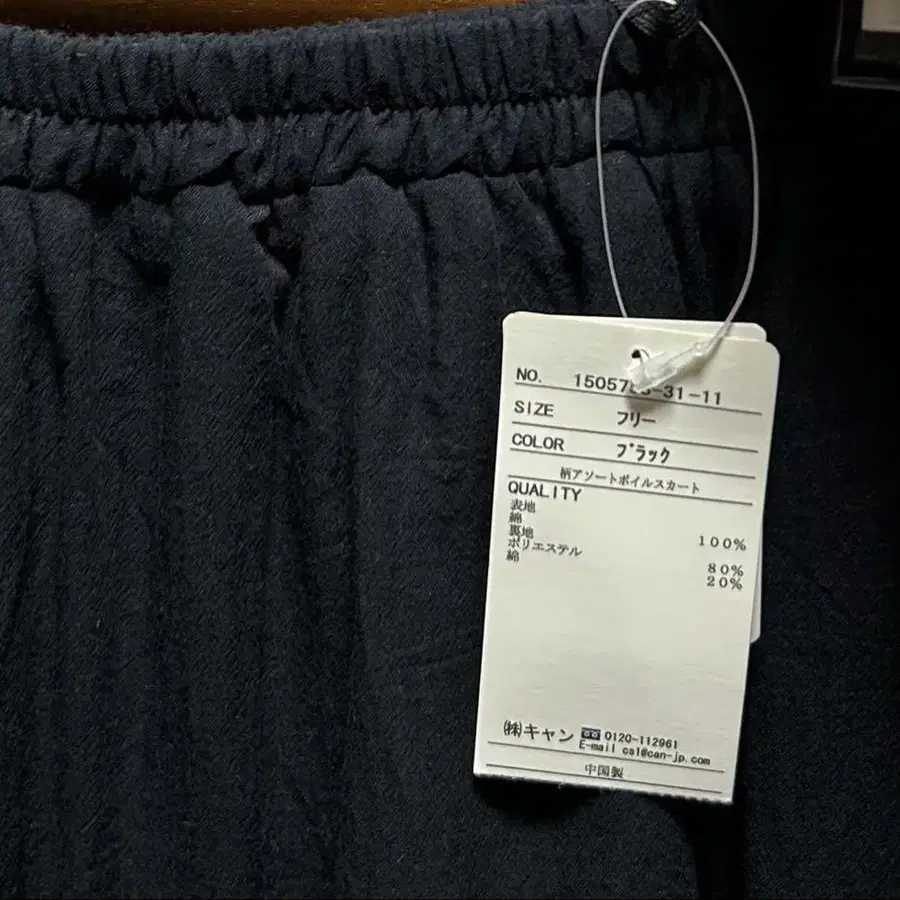 NO.
SIZE フリー
COLOR ブラック
柄アソートボイルスカート
QUALITY
表地
綿 100%
裏地
ポリエステル 80%
綿 20%
㈱キャン 0120-112961
E-mail cs1@can-jp.com
中国製